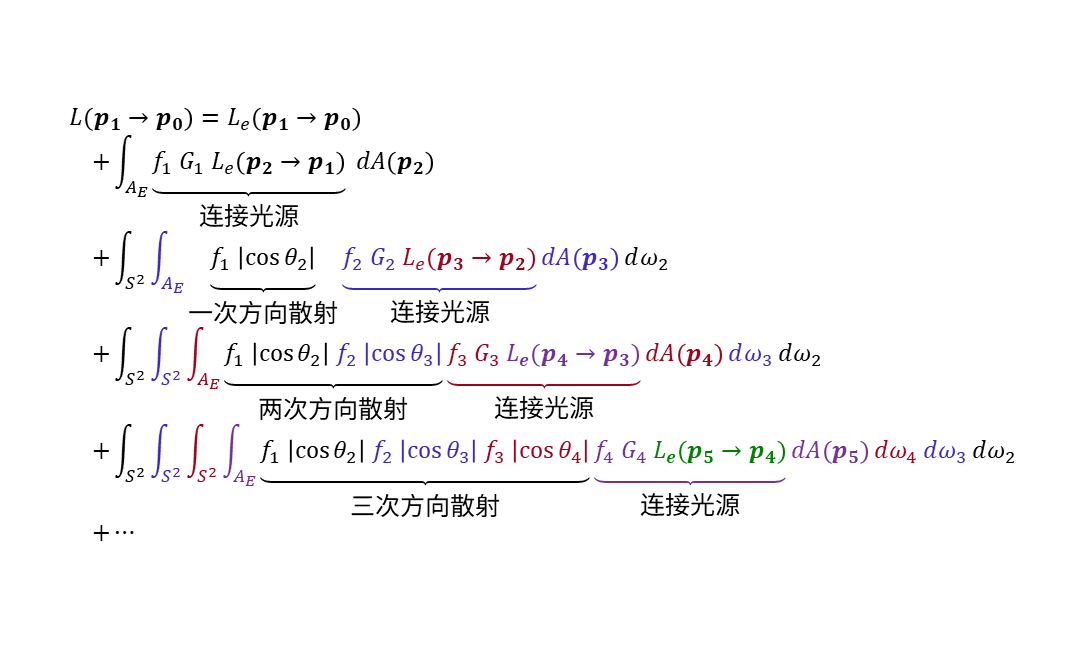 L(p₁ → p₀) = Lₑ(p₁ → p₀)
+ ∫_{A_E} f₁ G₁ Lₑ(p₂ → p₁) dA(p₂)
连接光源
+ ∫_{S²} ∫_{A_E} f₁ |cos θ₂| f₂ G₂ Lₑ(p₃ → p₂) dA(p₃) dω₂
一次方向散射 连接光源
+ ∫_{S²} ∫_{S²} ∫_{A_E} f₁ |cos θ₂| f₂ |cos θ₃| f₃ G₃ Lₑ(p₄ → p₃) dA(p₄) dω₃ dω₂
两次方向散射 连接光源
+ ∫_{S²} ∫_{S²} ∫_{S²} ∫_{A_E} f₁ |cos θ₂| f₂ |cos θ₃| f₃ |cos θ₄| f₄ G₄ Lₑ(p₅ → p₄) dA(p₅) dω₄ dω₃ dω₂
三次方向散射 连接光源
+ ⋯